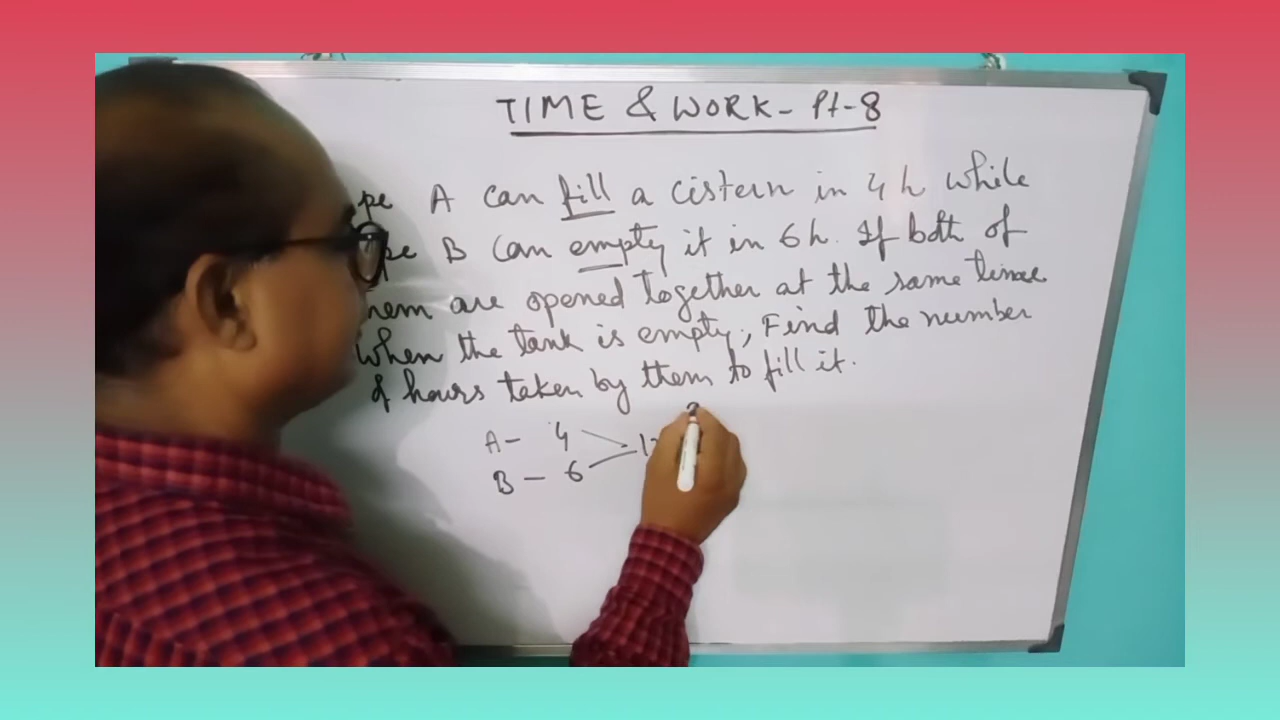 TIME & WORK - Pt-8
pe A can fill a cistern in 4 h while
pe B can empty it in 6 h. If both of
hem are opened together at the same time
when the tank is empty, Find the number
of hours taken by them to fill it.
A - 4
B - 6